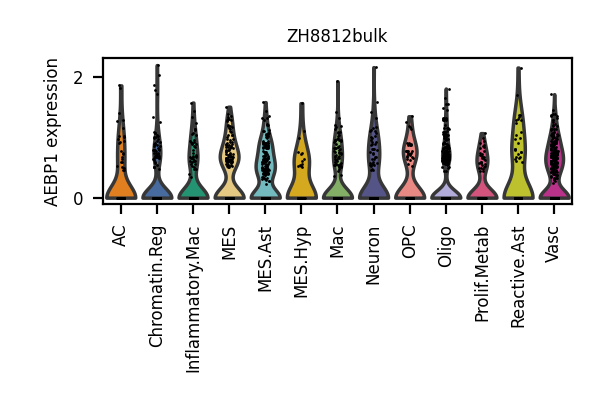 ZH8812bulk
AEBP1 expression
2
0
AC
Chromatin.Reg
Inflammatory.Mac
MES
MES.Ast
MES.Hyp
Mac
Neuron
OPC
Oligo
Prolif.Metab
Reactive.Ast
Vasc